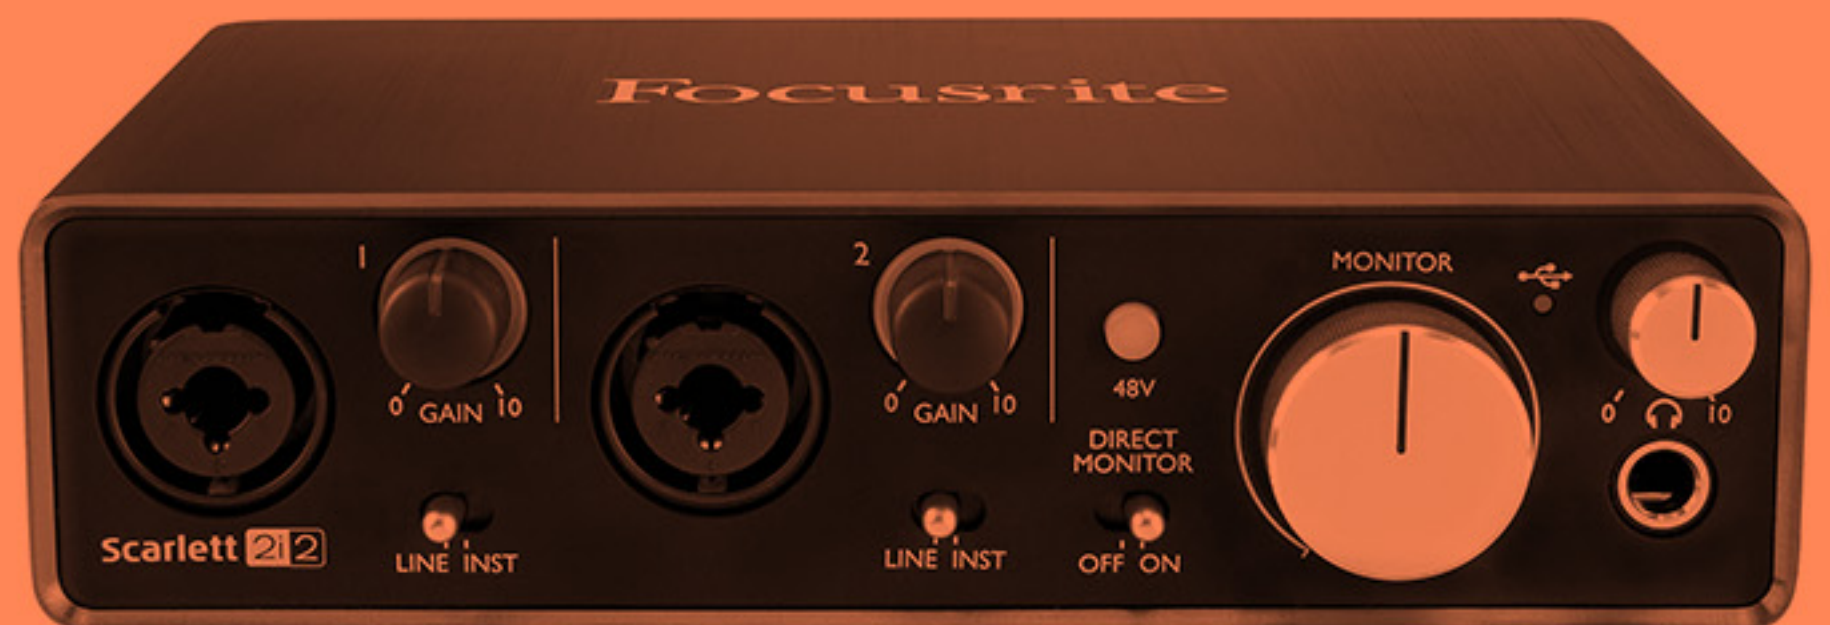 Focusrite
1
0 GAIN 10
LINE INST
2
0 GAIN 10
LINE INST
48V
DIRECT
MONITOR
OFF ON
MONITOR
0 10
Scarlett 2i2